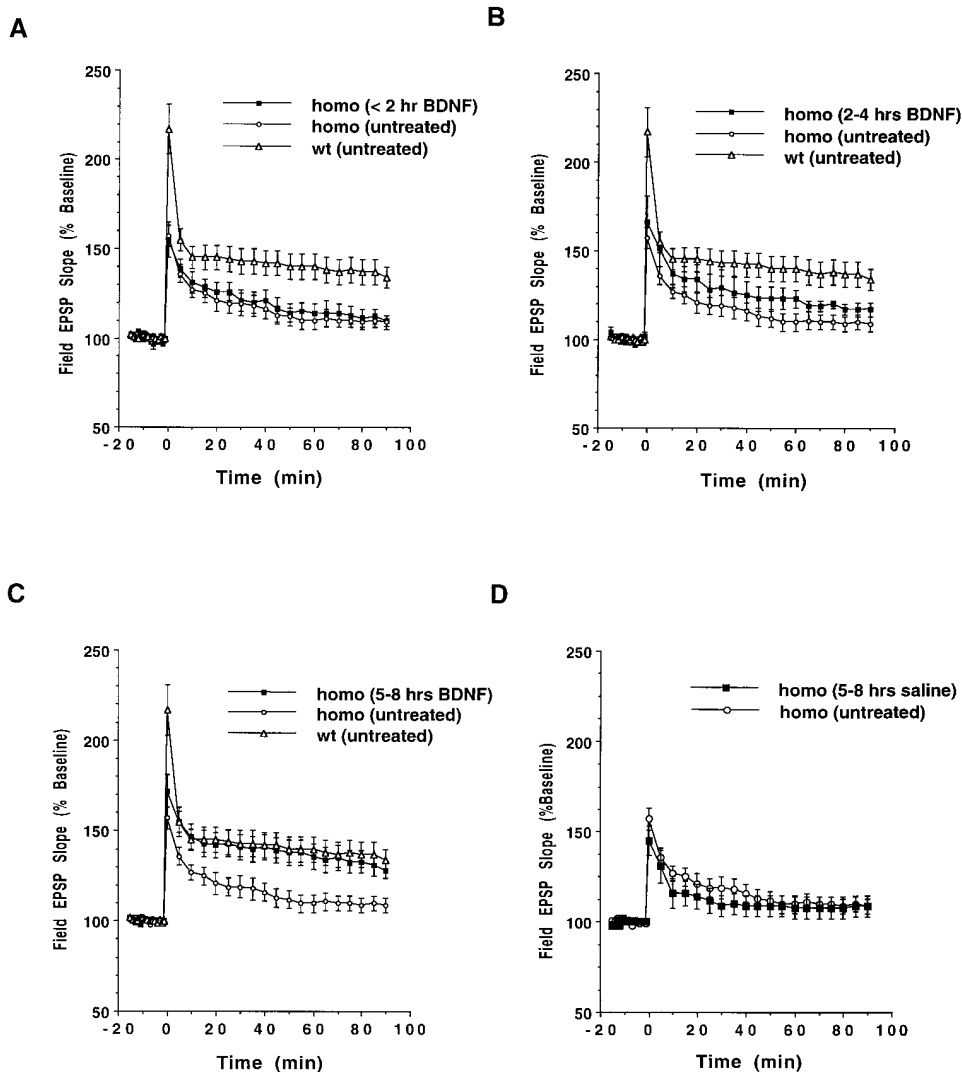 A
250
200
150
100
50
Field EPSP Slope (% Baseline)
homo (< 2 hr BDNF)
homo (untreated)
wt (untreated)
-20 0 20 40 60 80 100
Time (min)
B
250
200
150
100
50
Field EPSP Slope (% Baseline)
homo (2-4 hrs BDNF)
homo (untreated)
wt (untreated)
-20 0 20 40 60 80 100
Time (min)
C
250
200
150
100
50
Field EPSP Slope (% Baseline)
homo (5-8 hrs BDNF)
homo (untreated)
wt (untreated)
-20 0 20 40 60 80 100
Time (min)
D
250
200
150
100
50
Field EPSP Slope (%Baseline)
homo (5-8 hrs saline)
homo (untreated)
-20 0 20 40 60 80 100
Time (min)